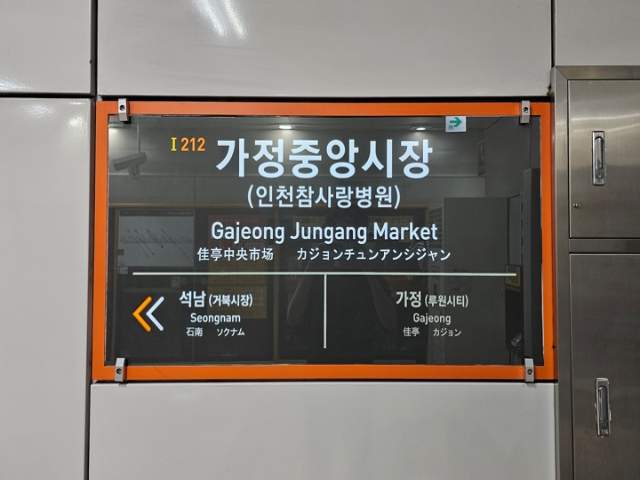 I 212 가정중앙시장
(인천참사랑병원)
Gajeong Jungang Market
佳亭中央市场 カジョンチュンアンシジャン
석남 (거북시장)
Seongnam
石南 ソクナム
가정 (루원시티)
Gajeong
佳亭 カジョン